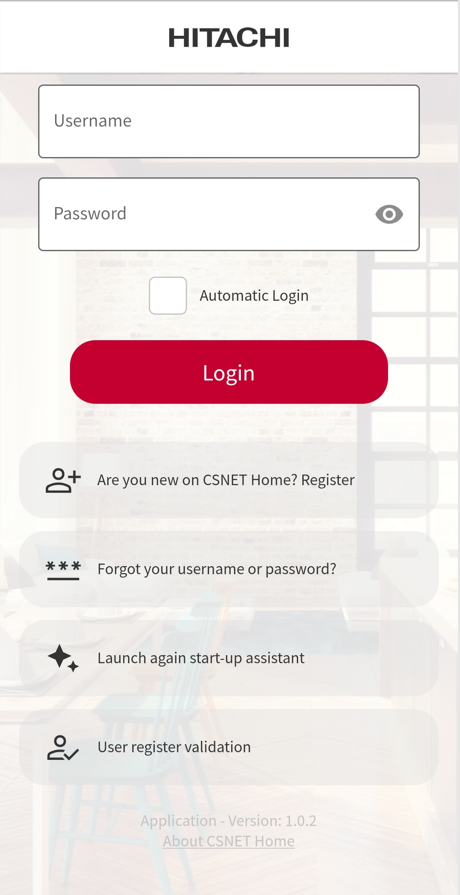 HITACHI
Username
Password
Automatic Login
Login
Are you new on CSNET Home? Register
***
Forgot your username or password?
Launch again start-up assistant
User register validation
Application - Version: 1.0.2
About CSNET Home